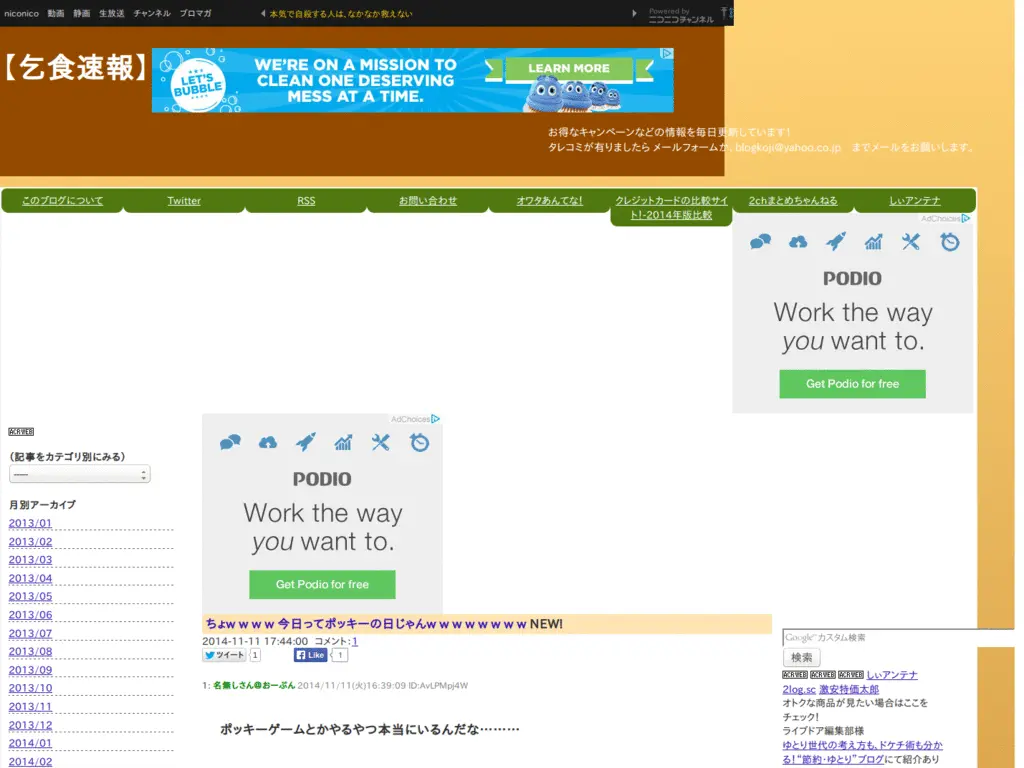 niconico 動画 静画 生放送 チャンネル ブロマガ
本気で自殺する人は、なかなか救えない
Powered by
ニコニコチャンネル
【乞食速報】
LET'S BUBBLE
WE'RE ON A MISSION TO
CLEAN ONE DESERVING
MESS AT A TIME.
LEARN MORE
お得なキャンペーンなどの情報を毎日更新しています!
タレコミが有りましたら メールフォームか、blogkoji@yahoo.co.jp までメールをお願いします。
このブログについて Twitter RSS お問い合わせ オワタあんてな! クレジットカードの比較サイト!-2014年版比較 2chまとめちゃんねる しぃアンテナ
AdChoices
PODIO
Work the way
you want to.
Get Podio for free
AdChoices
PODIO
Work the way
you want to.
Get Podio for free
ACRWEB
(記事をカテゴリ別にみる)
-----
月別アーカイブ
2013/01
2013/02
2013/03
2013/04
2013/05
2013/06
2013/07
2013/08
2013/09
2013/10
2013/11
2013/12
2014/01
2014/02
ちょw w w w 今日ってポッキーの日じゃんw w w w w w w w NEW!
2014-11-11 17:44:00 コメント:1
ツイート 1 Like 1
1: 名無しさん@おーぷん 2014/11/11(火)16:39:09 ID:AvLPMpj4W
ポッキーゲームとかやるやつ本当にいるんだな………
Google™ カスタム検索
検索
ACRWEB ACRWEB ACRWEB しぃアンテナ
2log.sc 激安特価太郎
オトクな商品が見たい場合はここを
チェック!
ライブドア編集部様
ゆとり世代の考え方も、ドケチ術も分か
る!“節約・ゆとり”ブログにて紹介あり